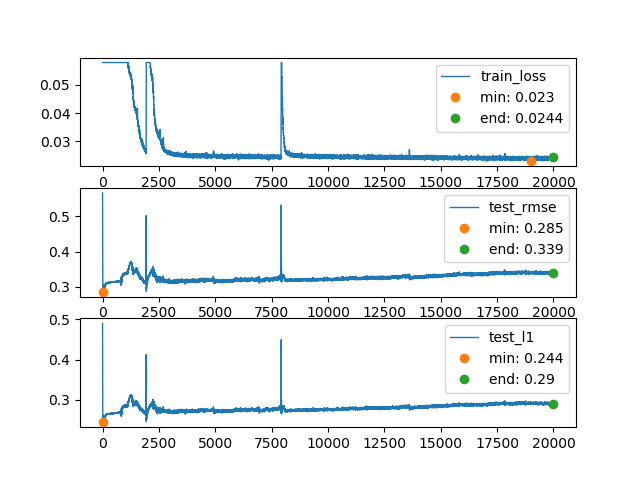 0.05
0.04
0.03
train_loss
min: 0.023
end: 0.0244
0 2500 5000 7500 10000 12500 15000 17500 20000
0.5
0.4
0.3
test_rmse
min: 0.285
end: 0.339
0 2500 5000 7500 10000 12500 15000 17500 20000
0.5
0.4
0.3
test_l1
min: 0.244
end: 0.29
0 2500 5000 7500 10000 12500 15000 17500 20000